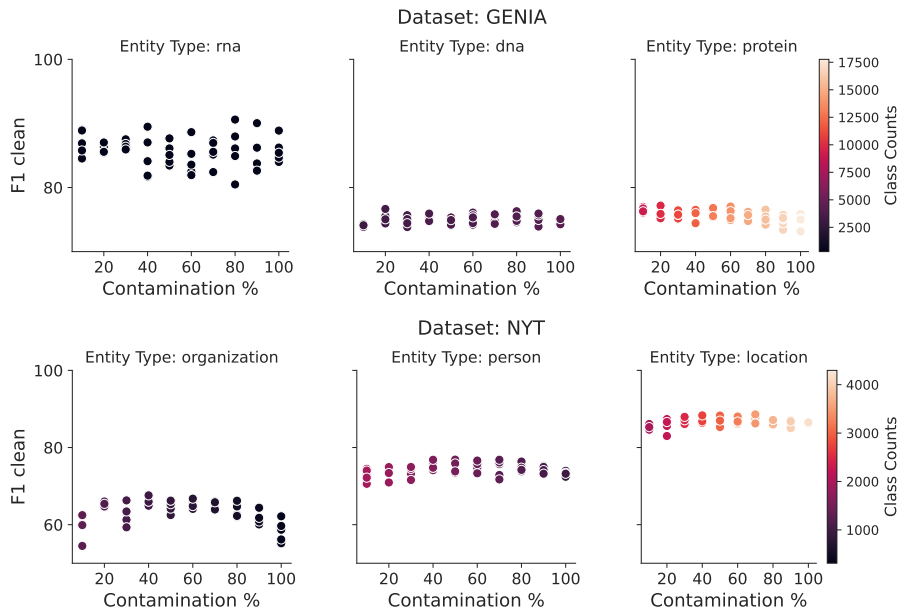 Dataset: GENIA
Entity Type: rna
Entity Type: dna
Entity Type: protein
100
80
F1 clean
20 40 60 80 100
20 40 60 80 100
20 40 60 80 100
Contamination %
Contamination %
Contamination %
17500
15000
12500
10000
7500
5000
2500
Class Counts
Dataset: NYT
Entity Type: organization
Entity Type: person
Entity Type: location
100
80
60
F1 clean
20 40 60 80 100
20 40 60 80 100
20 40 60 80 100
Contamination %
Contamination %
Contamination %
4000
3000
2000
1000
Class Counts